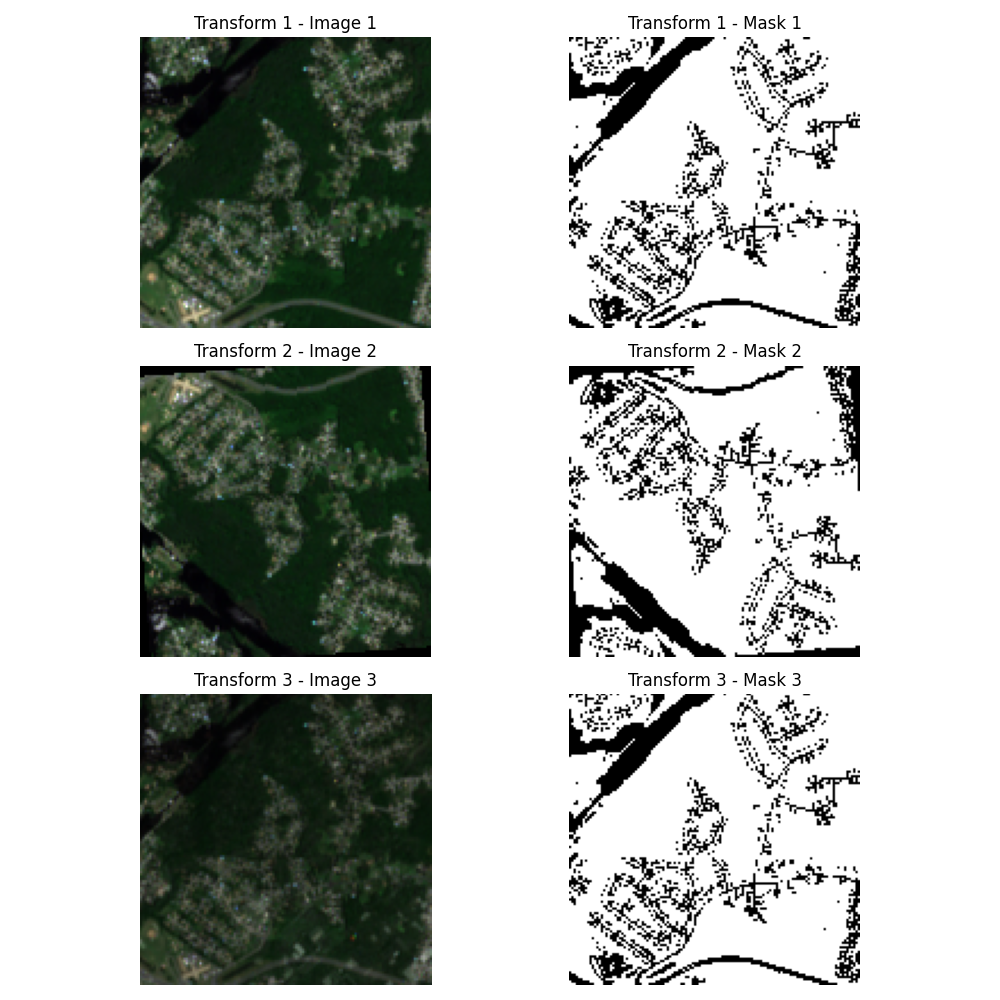 Transform 1 - Image 1
Transform 1 - Mask 1
Transform 2 - Image 2
Transform 2 - Mask 2
Transform 3 - Image 3
Transform 3 - Mask 3